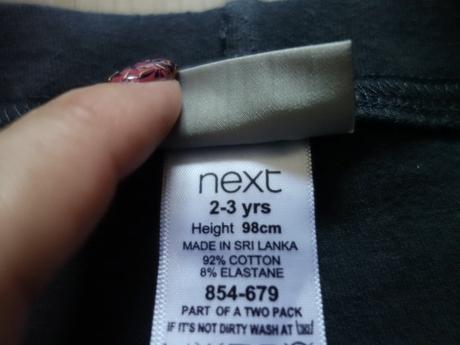 next
2-3 yrs
Height 98cm
MADE IN SRI LANKA
92% COTTON
8% ELASTANE
854-679
PART OF A TWO PACK
IF IT'S NOT DIRTY WASH AT